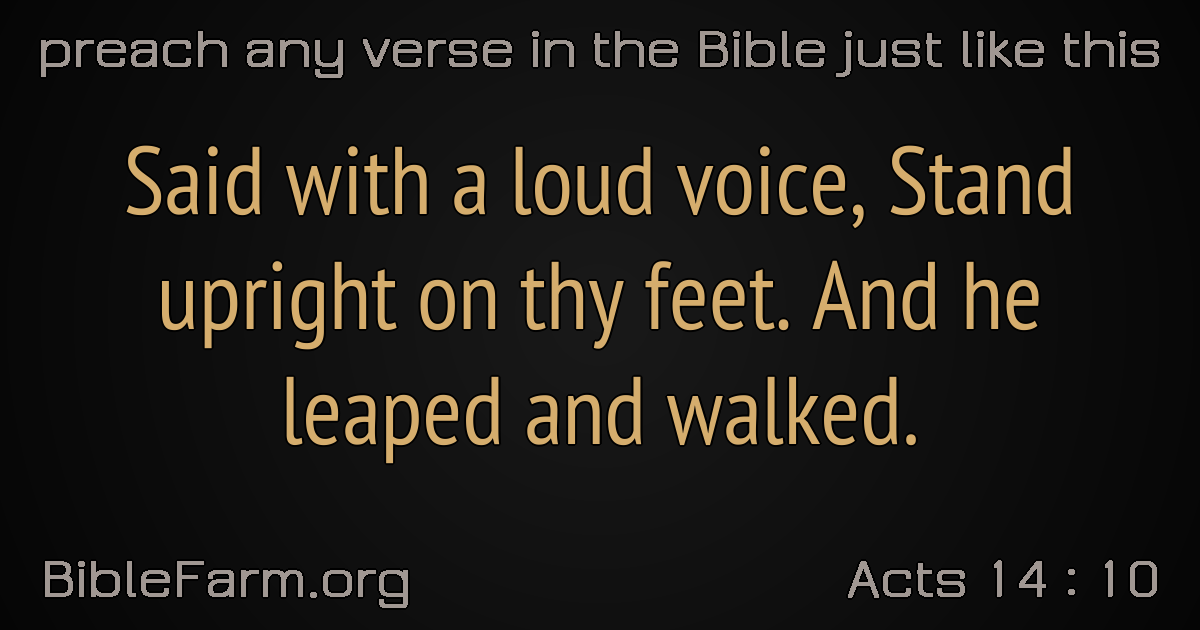 preach any verse in the Bible just like this
Said with a loud voice, Stand
upright on thy feet. And he
leaped and walked.
BibleFarm.org
Acts 14 : 10